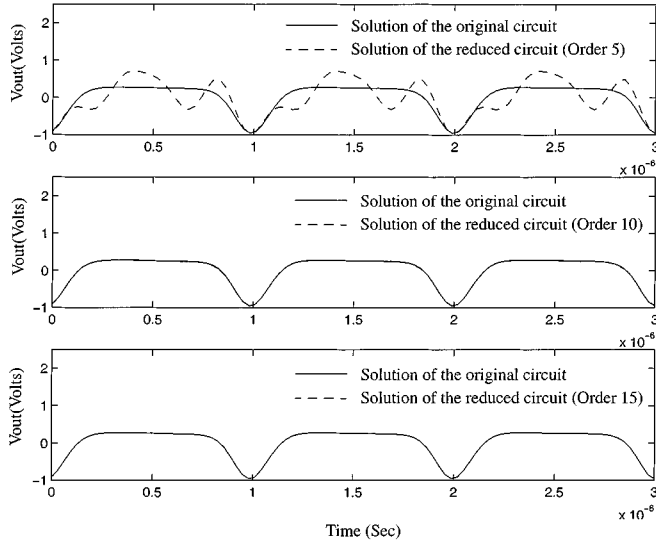 Solution of the original circuit
Solution of the reduced circuit (Order 5)
Vout(Volts)
2
1
0
−1
0
0.5
1
1.5
2
2.5
3
x 10⁻⁶
Solution of the original circuit
Solution of the reduced circuit (Order 10)
Vout(Volts)
2
1
0
−1
0
0.5
1
1.5
2
2.5
3
x 10⁻⁶
Solution of the original circuit
Solution of the reduced circuit (Order 15)
Vout(Volts)
2
1
0
−1
0
0.5
1
1.5
2
2.5
3
x 10⁻⁶
Time (Sec)